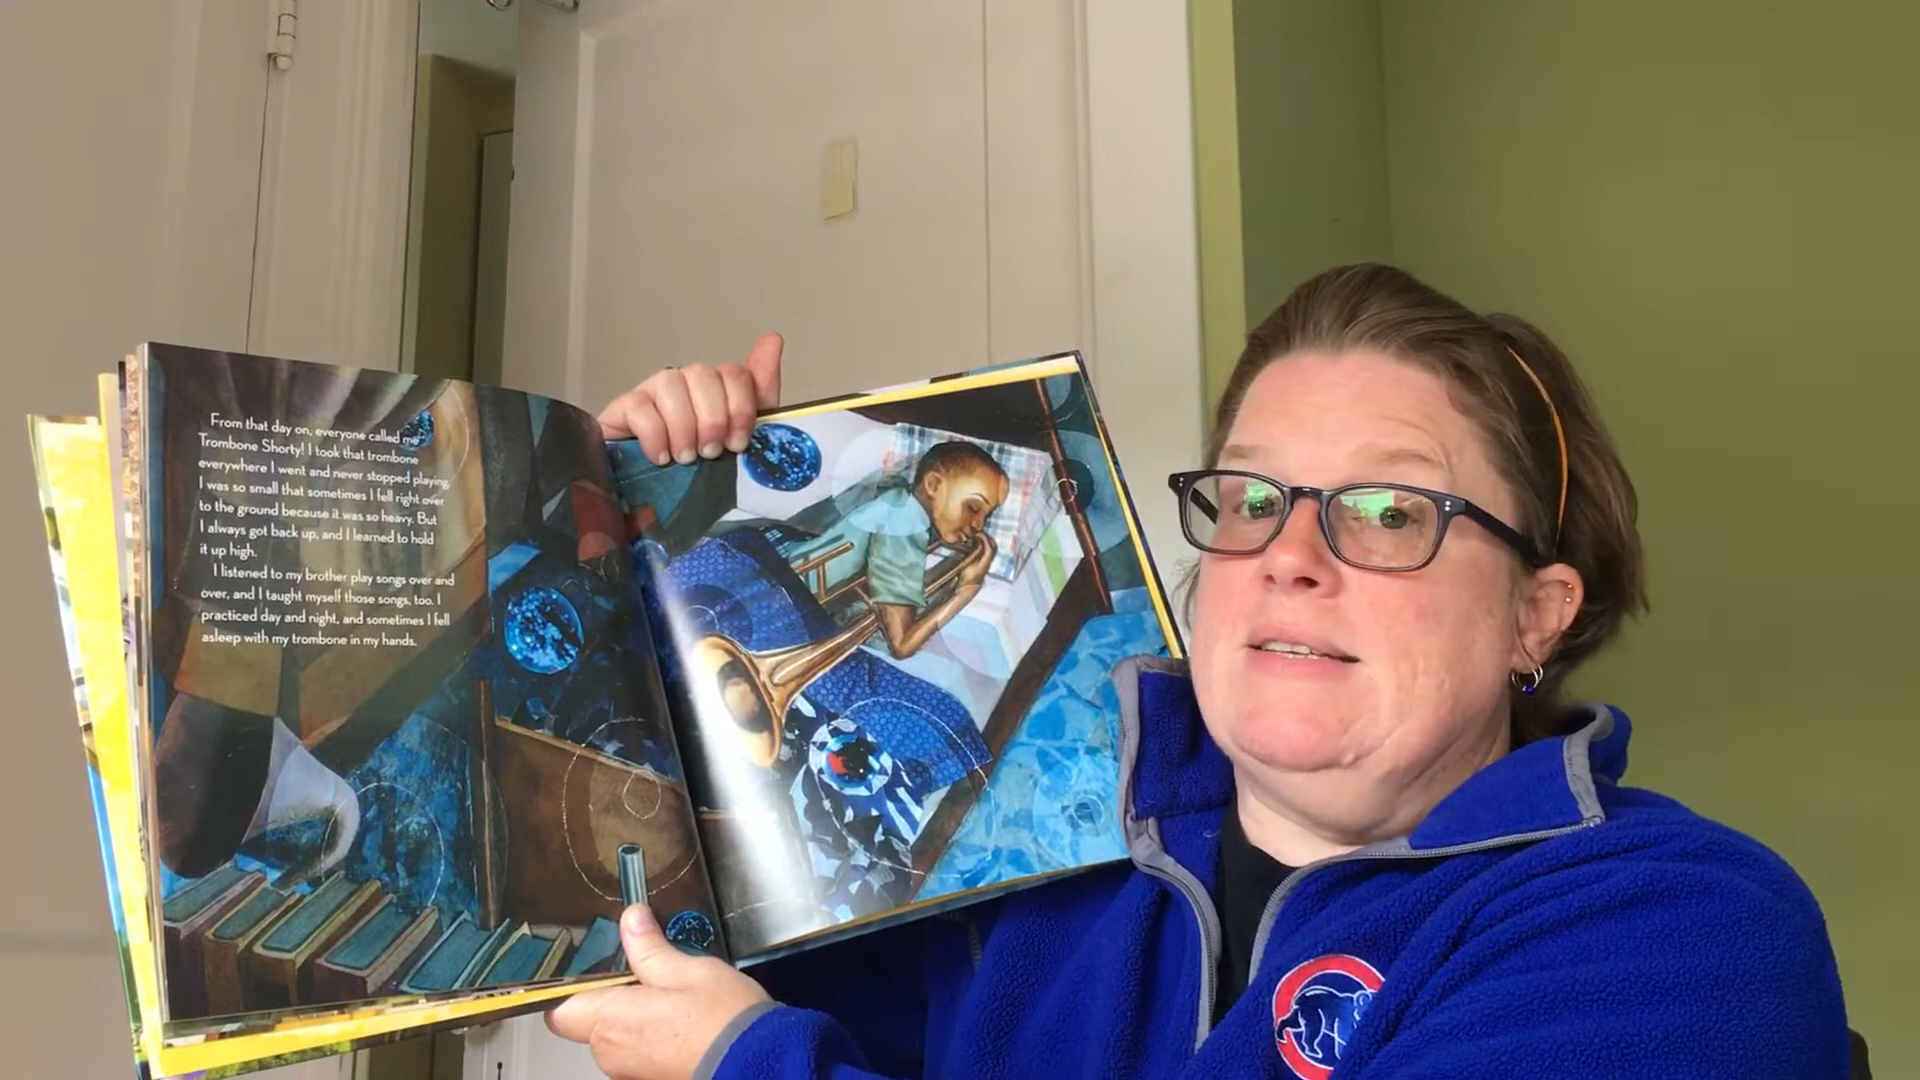 From that day on, everyone called me
Trombone Shorty! I took that trombone
everywhere I went and never stopped playing.
I was so small that sometimes I fell right over
to the ground because it was so heavy. But
I always got back up, and I learned to hold
it up high.
I listened to my brother play songs over and
over, and I taught myself those songs, too. I
practiced day and night, and sometimes I fell
asleep with my trombone in my hands.